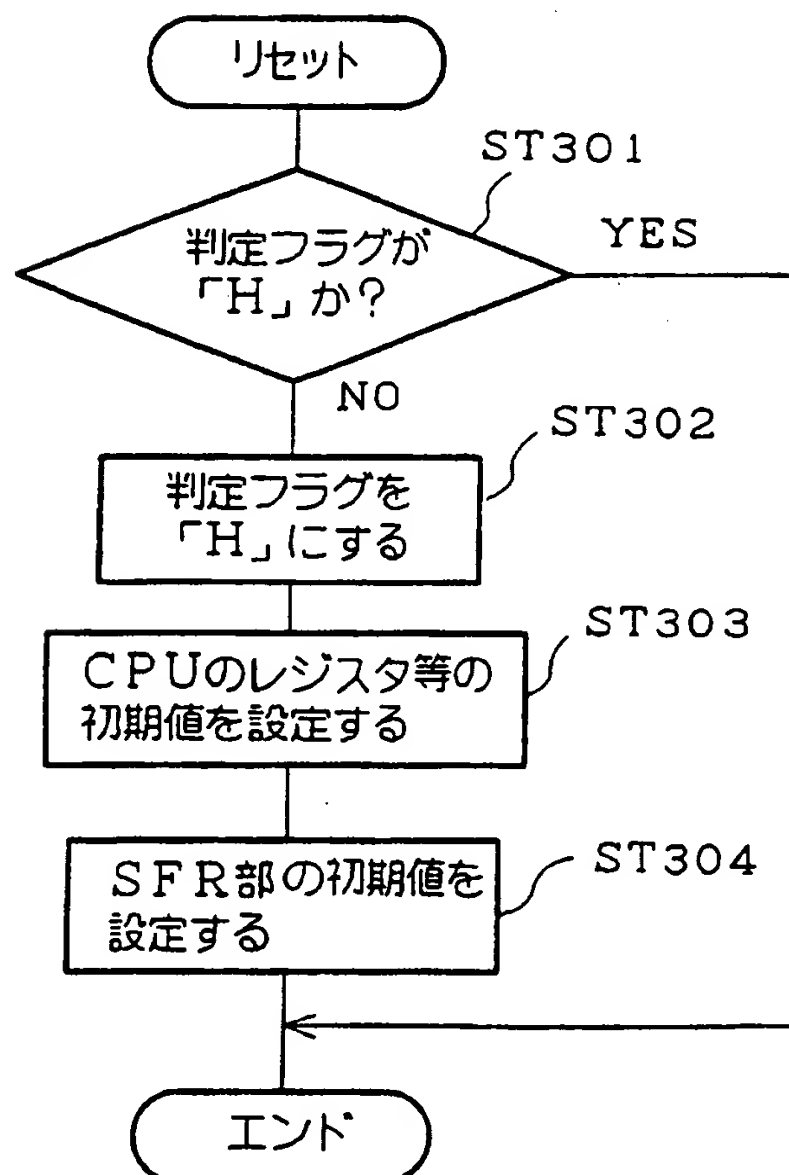 リセット
ST301
判定フラグが
「H」か?
YES
NO
ST302
判定フラグを
「H」にする
ST303
CPUのレジスタ等の
初期値を設定する
ST304
SFR部の初期値を
設定する
エンド